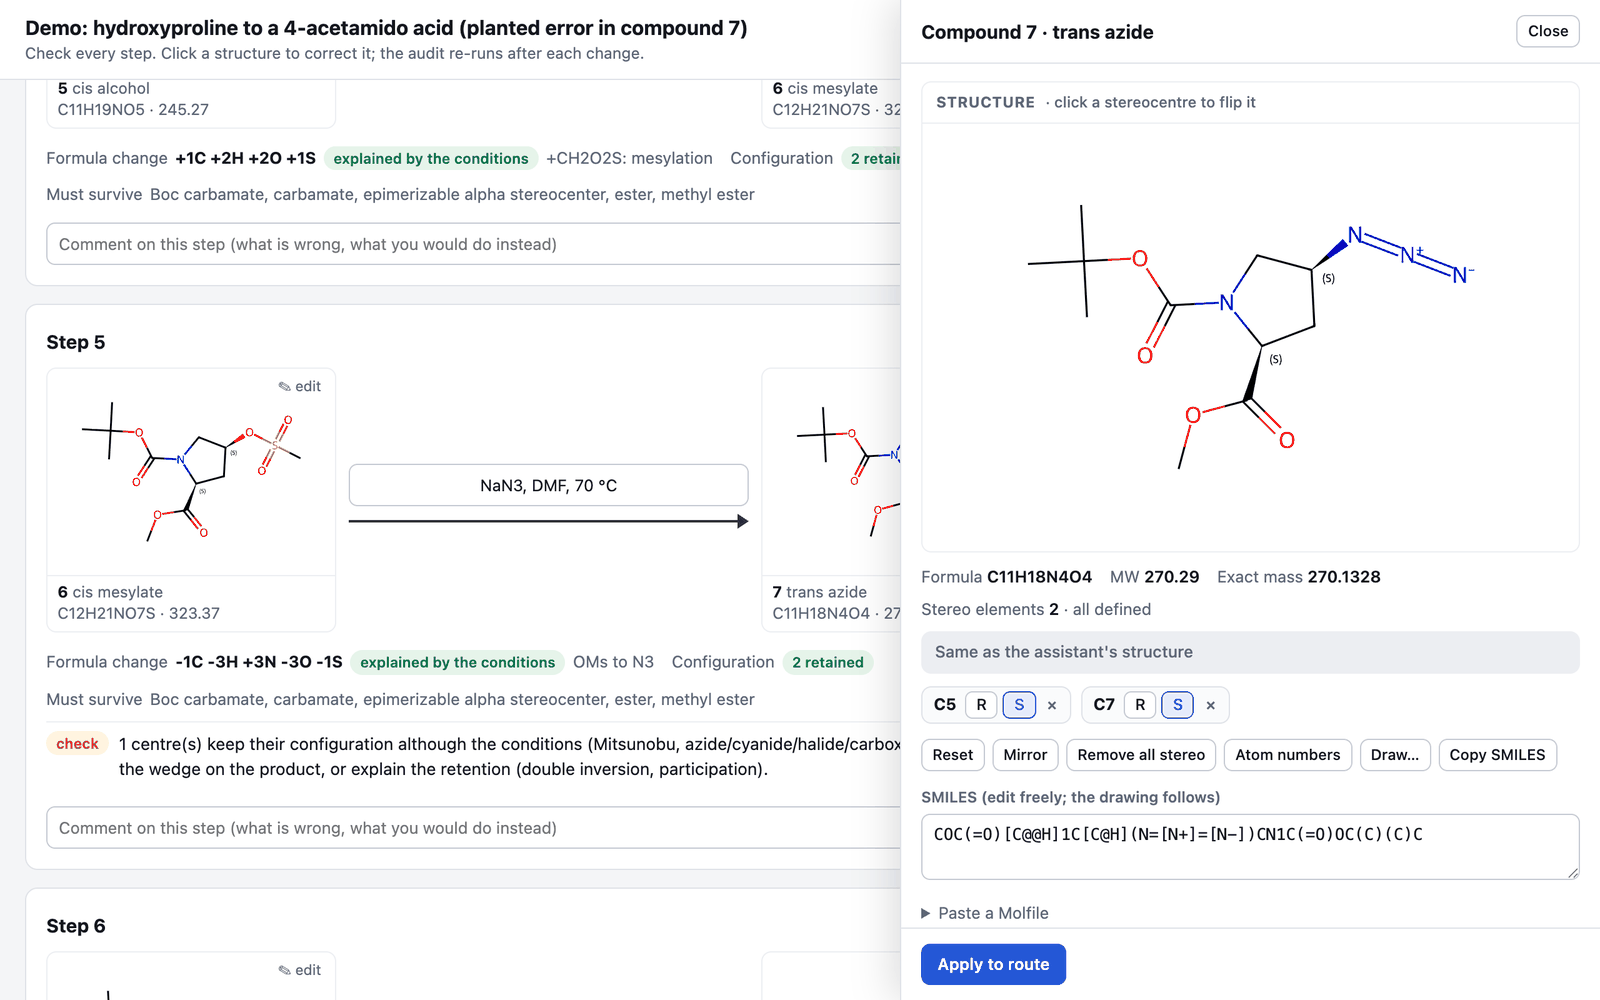 Demo: hydroxyproline to a 4-acetamido acid (planted error in compound 7)
Check every step. Click a structure to correct it; the audit re-runs after each change.
5 cis alcohol
C11H19NO5 · 245.27
6 cis mesylate
C12H21NO7S · 32
Formula change +1C +2H +2O +1S explained by the conditions +CH2O2S: mesylation Configuration 2 retain
Must survive Boc carbamate, carbamate, epimerizable alpha stereocenter, ester, methyl ester
Comment on this step (what is wrong, what you would do instead)
Step 5
✎ edit
O
O
N
O
O
O
O
S
O
(S)
(S)
6 cis mesylate
C12H21NO7S · 323.37
NaN3, DMF, 70 °C
O
O
N
O
7 trans azide
C11H18N4O4 · 27
Formula change -1C -3H +3N -3O -1S explained by the conditions OMs to N3 Configuration 2 retained
Must survive Boc carbamate, carbamate, epimerizable alpha stereocenter, ester, methyl ester
check 1 centre(s) keep their configuration although the conditions (Mitsunobu, azide/cyanide/halide/carbox
the wedge on the product, or explain the retention (double inversion, participation).
Comment on this step (what is wrong, what you would do instead)
Step 6
✎ edit
Compound 7 · trans azide
Close
STRUCTURE · click a stereocentre to flip it
O
O
N
N
N+
N-
(S)
(S)
O
O
Formula C11H18N4O4 MW 270.29 Exact mass 270.1328
Stereo elements 2 · all defined
Same as the assistant's structure
C5 R S × C7 R S ×
Reset Mirror Remove all stereo Atom numbers Draw... Copy SMILES
SMILES (edit freely; the drawing follows)
COC(=O)[C@@H]1C[C@H](N=[N+]=[N-])CN1C(=O)OC(C)(C)C
▶ Paste a Molfile
Apply to route